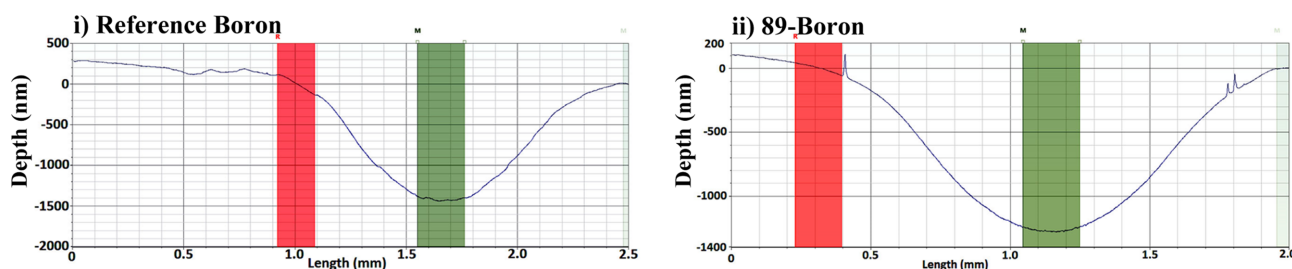 i) Reference Boron
R
M
M
500
0
-500
-1000
-1500
-2000
Depth (nm)
0
0.5
1.0
1.5
2.0
2.5
Length (mm)
ii) 89-Boron
R
M
M
200
0
-500
-1000
-1400
Depth (nm)
0
0.5
1.0
1.5
2.0
Length (mm)